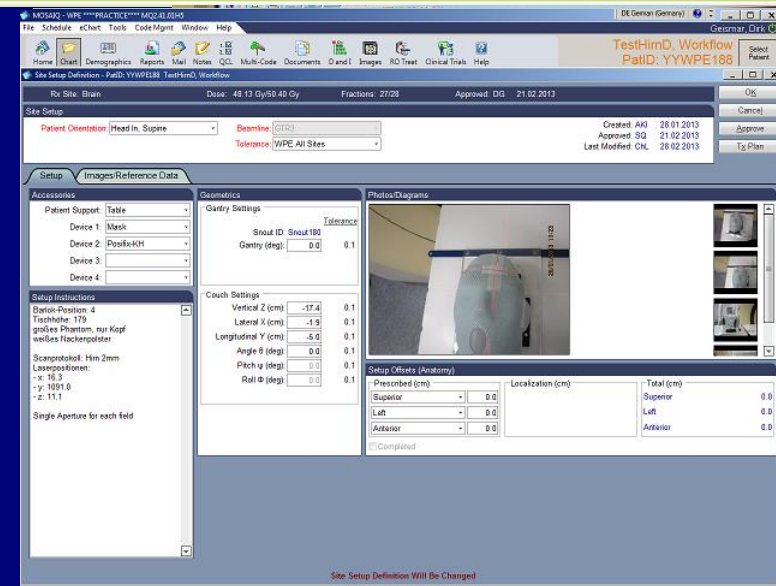 MOSAIQ - WPE ****PRACTICE**** MQ2.41.01H5
DE German (Germany)
File Schedule eChart Tools Code Mgmt Window Help
Geismar, Dirk
Home Chart Demographics Reports Mail Notes QCL Multi-Code Documents D and I Images RO Treat Clinical Trials Help
TestHirnD, Workflow
PatID: YYWPE188
Select Patient
Site Setup Definition - PatID: YYWPE188 TestHirnD, Workflow
Rx Site: Brain Dose: 48.13 Gy/50.40 Gy Fractions: 27/28 Approved: DG 21.02.2013
OK
Cancel
Approve
Tx Plan
Site Setup
Patient Orientation: Head In, Supine
Beamline: GTR3
Tolerance: WPE All Sites
Created: AKI 28.01.2013
Approved: SQ 21.02.2013
Last Modified: ChL 28.02.2013
Setup Images/Reference Data
Accessories
Patient Support: Table
Device 1: Mask
Device 2: Posifix-KH
Device 3:
Device 4:
Setup Instructions
Barlok-Position: 4
Tischhöhe: 179
großes Phantom, nur Kopf
weißes Nackenpolster
Scanprotokoll: Hirn 2mm
Laserpositionen:
- x: 16.3
- y: 1091.0
- z: 11.1
Single Aperture for each field
Geometrics
Gantry Settings
Tolerance
Snout ID: Snout180
Gantry (deg): 0.0 0.1
Couch Settings
Vertical Z (cm): -17.4 0.1
Lateral X (cm): -1.9 0.1
Longitudinal Y (cm): -5.0 0.1
Angle θ (deg): 0.0 0.1
Pitch ψ (deg): 0.0 0.1
Roll Φ (deg): 0.0 0.1
Photos/Diagrams
Setup Offsets (Anatomy)
Prescribed (cm) Localization (cm) Total (cm)
Superior 0.0 Superior 0.0
Left 0.0 Left 0.0
Anterior 0.0 Anterior 0.0
Completed
Site Setup Definition Will Be Changed